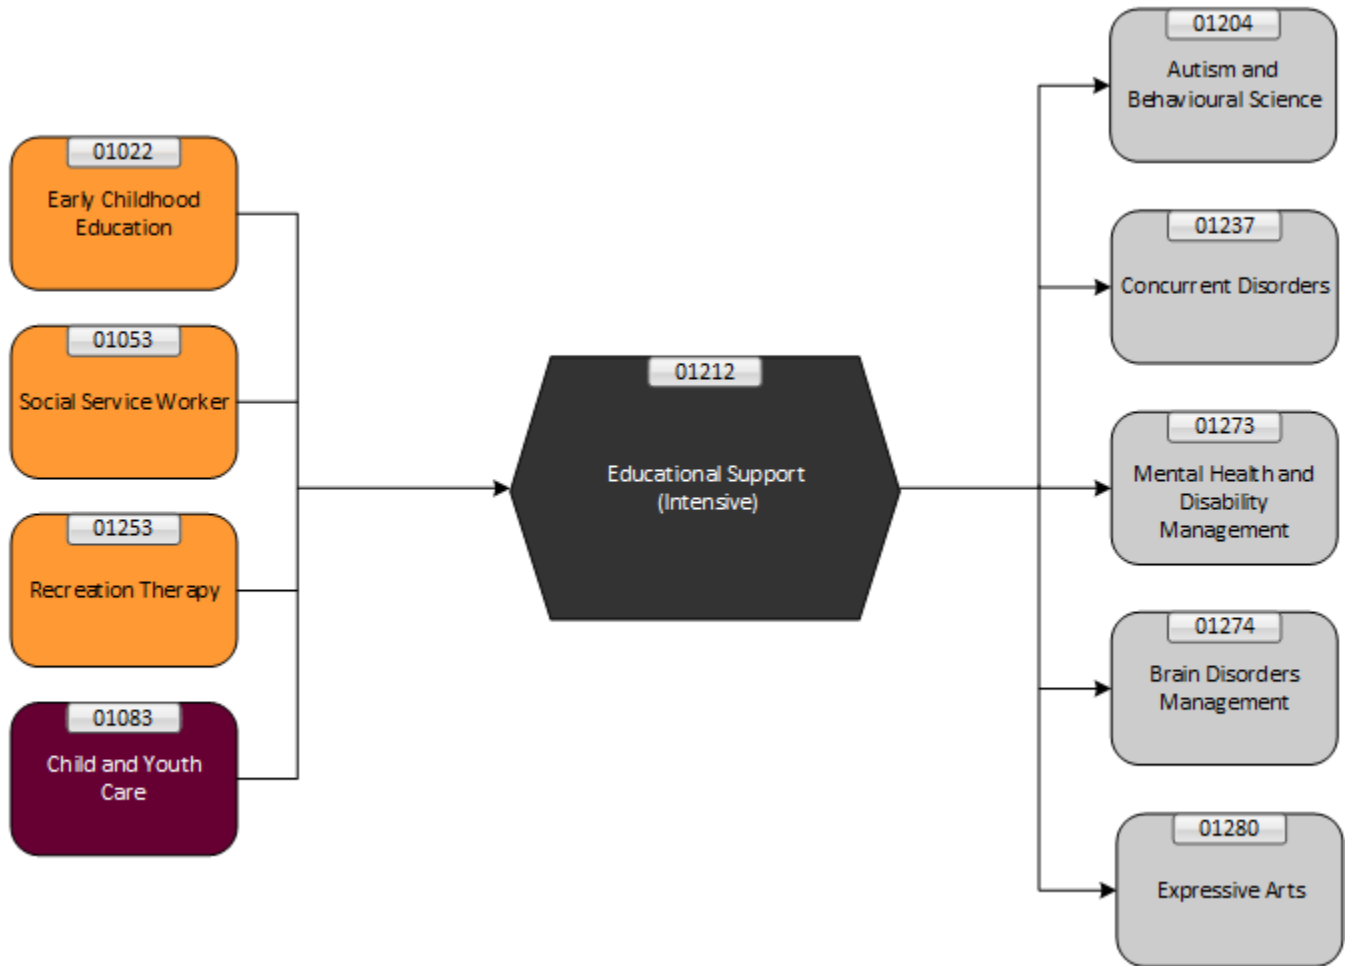 01022
Early Childhood
Education
01053
Social Service Worker
01253
Recreation Therapy
01083
Child and Youth
Care
01212
Educational Support
(Intensive)
01204
Autism and
Behavioural Science
01237
Concurrent Disorders
01273
Mental Health and
Disability
Management
01274
Brain Disorders
Management
01280
Expressive Arts